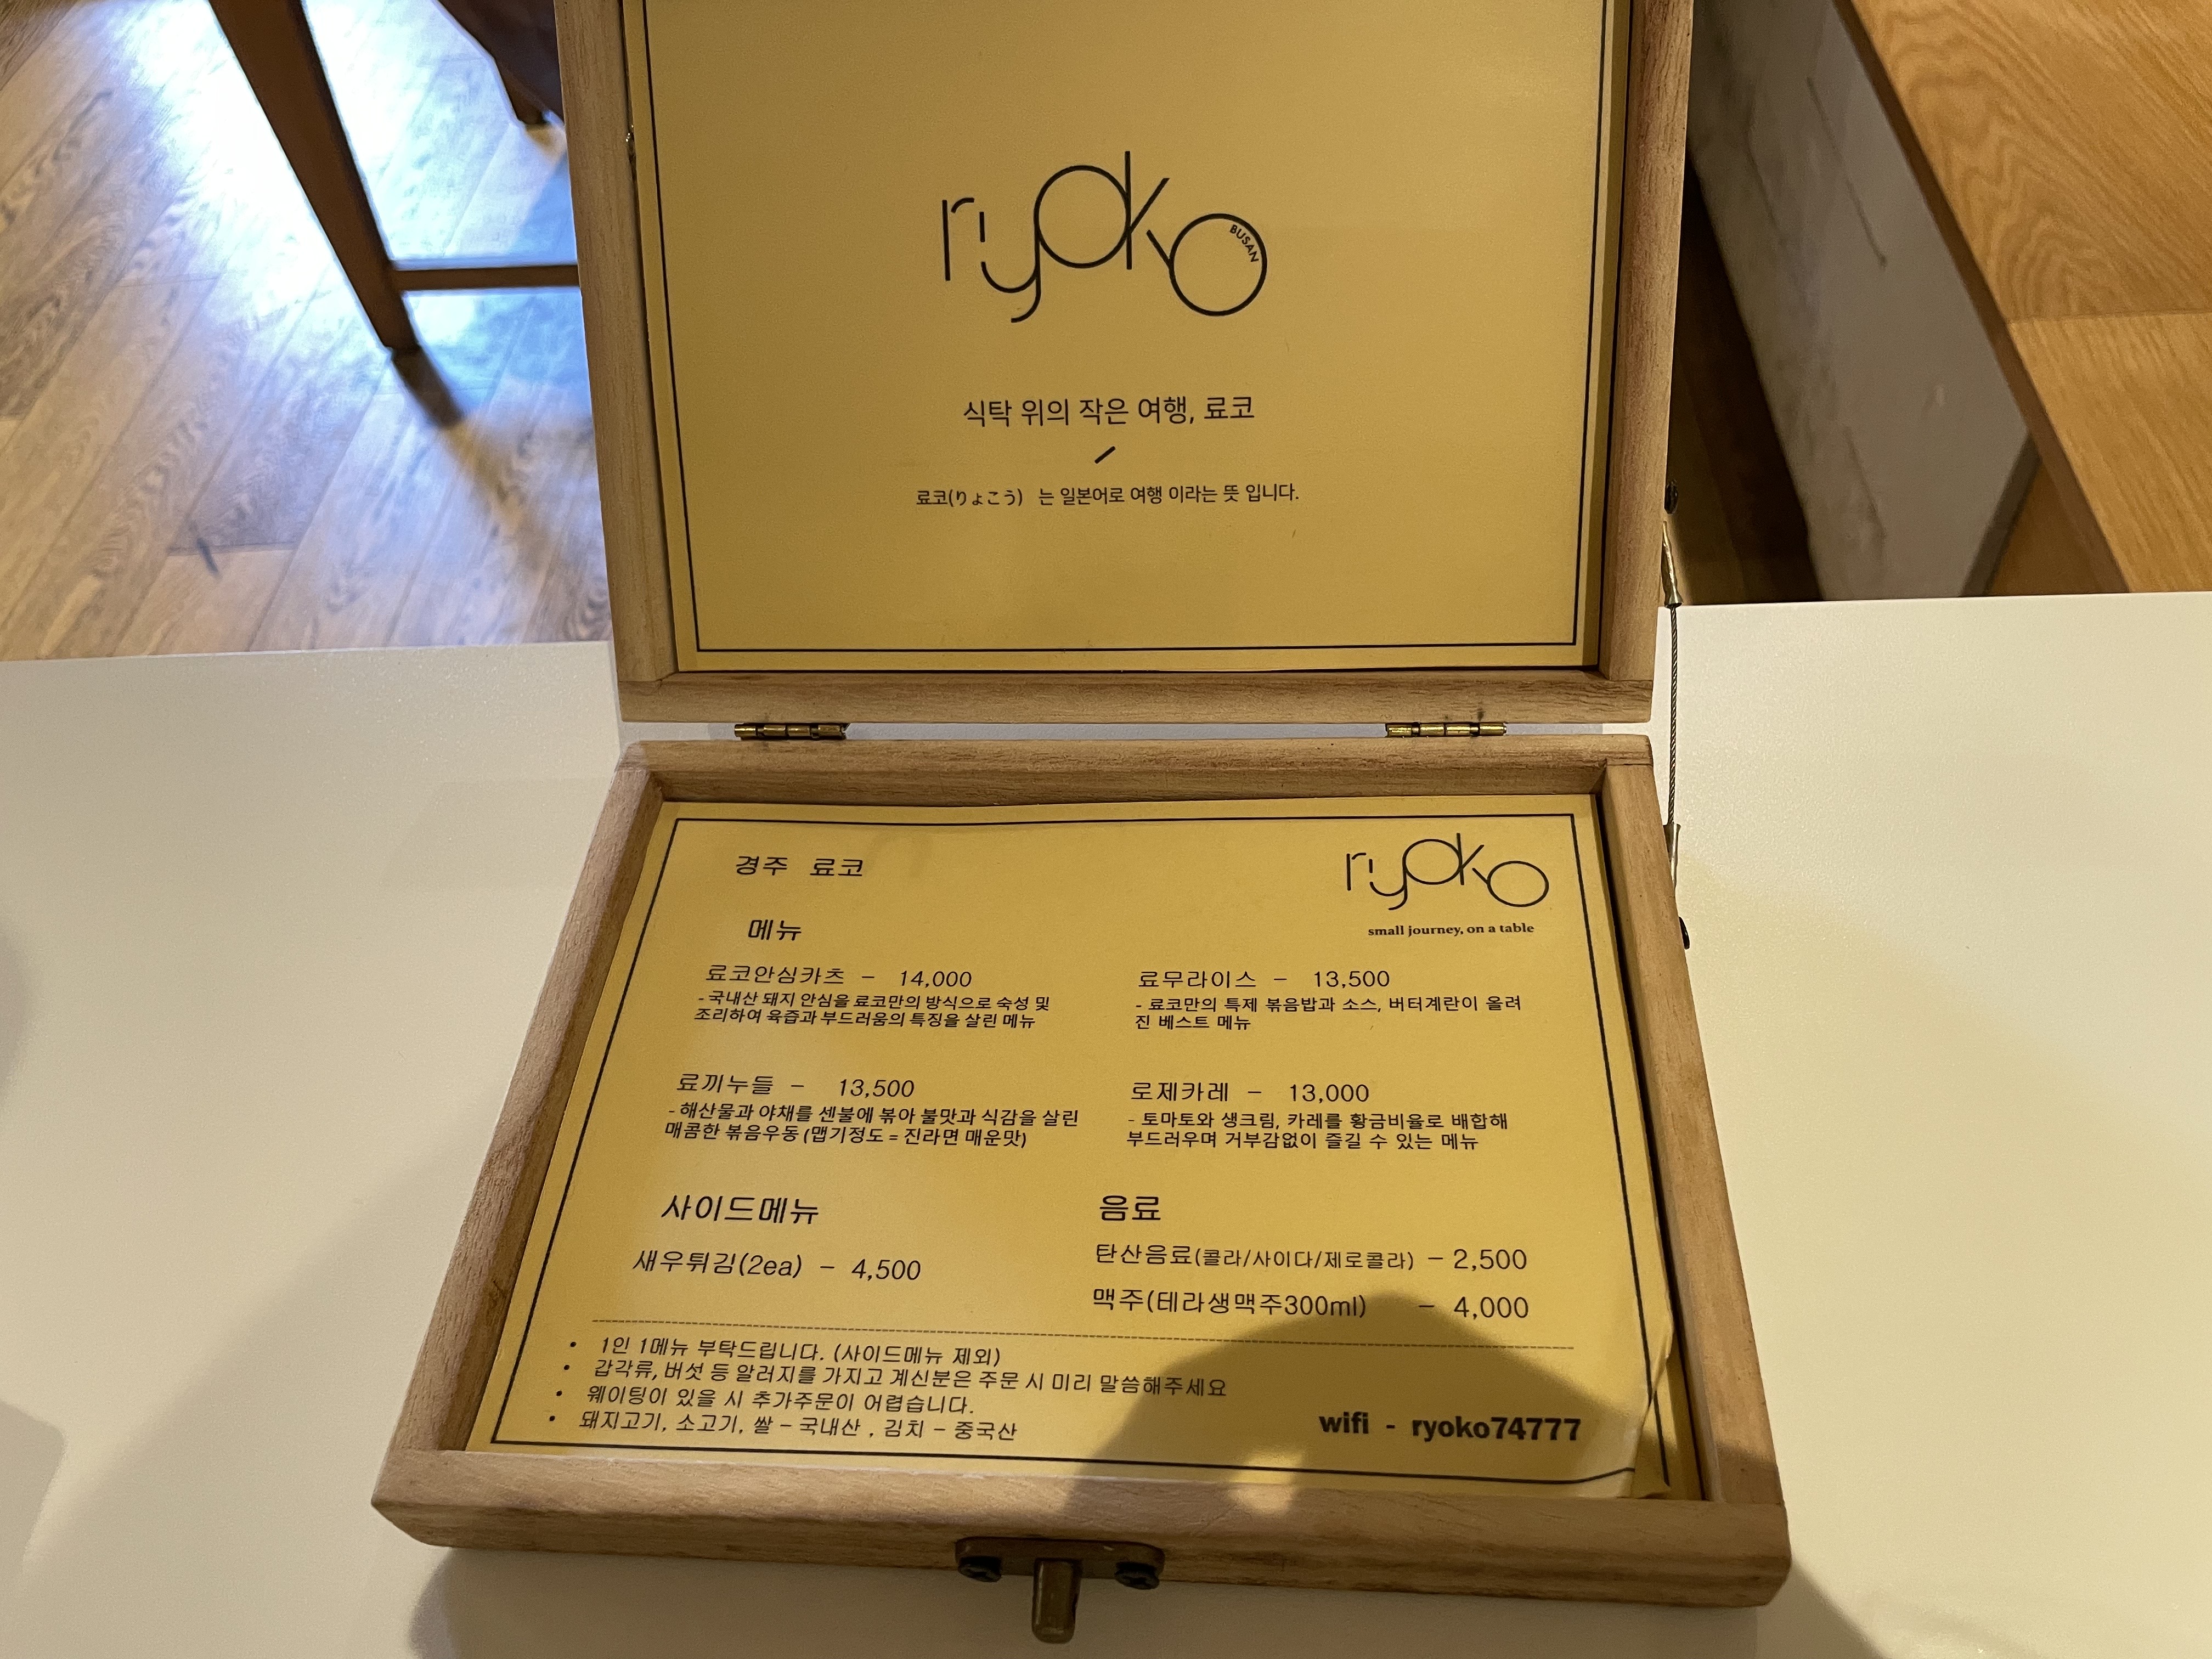 ryoko
BUSAN
식탁 위의 작은 여행, 료코
료코(りょこう) 는 일본어로 여행 이라는 뜻 입니다.
경주 료코
ryoko
small journey, on a table
메뉴
료코안심카츠 - 14,000
- 국내산 돼지 안심을 료코만의 방식으로 숙성 및
조리하여 육즙과 부드러움의 특징을 살린 메뉴
료무라이스 - 13,500
- 료코만의 특제 볶음밥과 소스, 버터계란이 올려
진 베스트 메뉴
료끼누들 - 13,500
- 해산물과 야채를 센불에 볶아 불맛과 식감을 살린
매콤한 볶음우동 (맵기정도 = 진라면 매운맛)
로제카레 - 13,000
- 토마토와 생크림, 카레를 황금비율로 배합해
부드러우며 거부감없이 즐길 수 있는 메뉴
사이드메뉴
새우튀김(2ea) - 4,500
음료
탄산음료(콜라/사이다/제로콜라) - 2,500
맥주(테라생맥주300ml) - 4,000
• 1인 1메뉴 부탁드립니다. (사이드메뉴 제외)
• 갑각류, 버섯 등 알러지를 가지고 계신분은 주문 시 미리 말씀해주세요
• 웨이팅이 있을 시 추가주문이 어렵습니다.
• 돼지고기, 소고기, 쌀 - 국내산 , 김치 - 중국산
wifi - ryoko74777